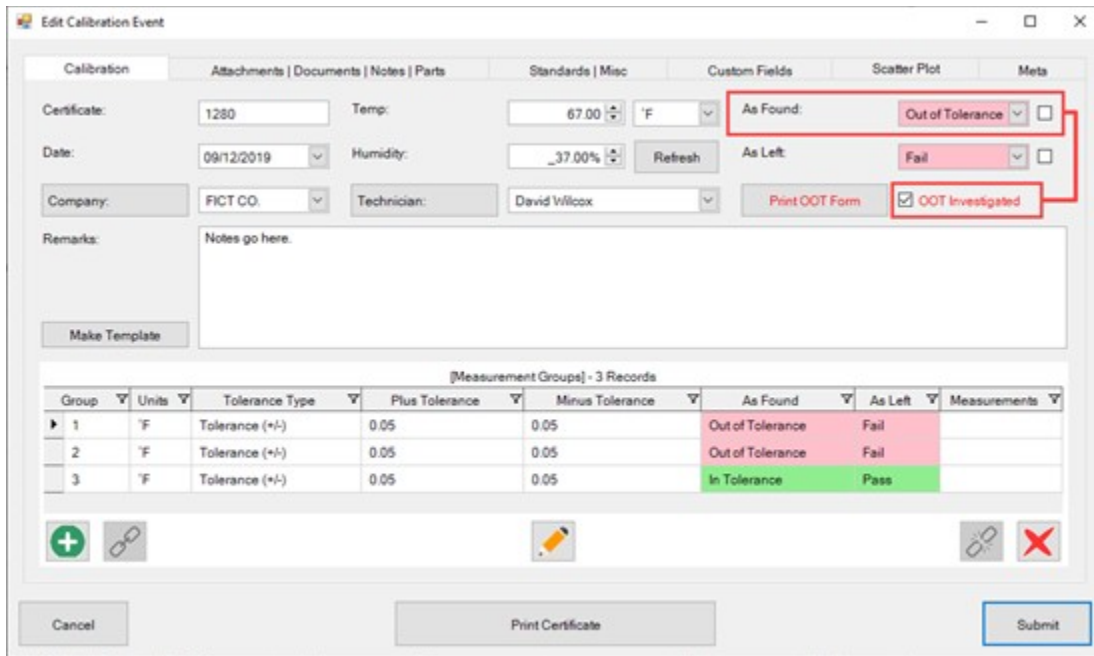 Edit Calibration Event
Calibration
Attachments | Documents | Notes | Parts
Standards | Misc
Custom Fields
Scatter Plot
Meta
Certificate: 1280 Temp: 67.00 °F As Found: Out of Tolerance
Date: 09/12/2019 Humidity: _37.00% Refresh As Left: Fail
Company: FICT CO. Technician: David Wilcox Print OOT Form OOT Investigated
Remarks: Notes go here.
Make Template
[Measurement Groups] - 3 Records
Group Units Tolerance Type Plus Tolerance Minus Tolerance As Found As Left Measurements
1 °F Tolerance (+/-) 0.05 0.05 Out of Tolerance Fail
2 °F Tolerance (+/-) 0.05 0.05 Out of Tolerance Fail
3 °F Tolerance (+/-) 0.05 0.05 In Tolerance Pass
Cancel Print Certificate Submit